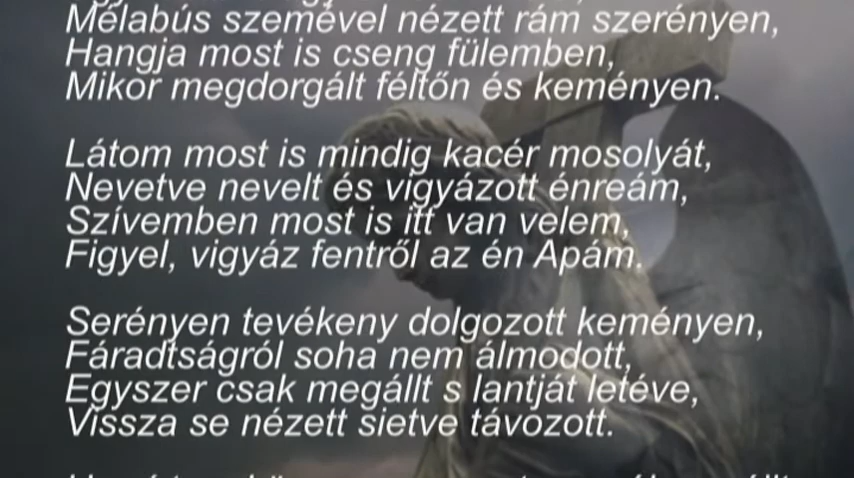 Mélabús szemével nézett rám szerényen,
Hangja most is cseng fülemben,
Mikor megdorgált féltőn és keményen.
Látom most is mindig kacér mosolyát,
Nevetve nevelt és vigyázott énreám,
Szívemben most is itt van velem,
Figyel, vigyáz fentről az én Apám.
Serényen tevékeny dolgozott keményen,
Fáradtságról soha nem álmodott,
Egyszer csak megállt s lantját letéve,
Vissza se nézett sietve távozott.